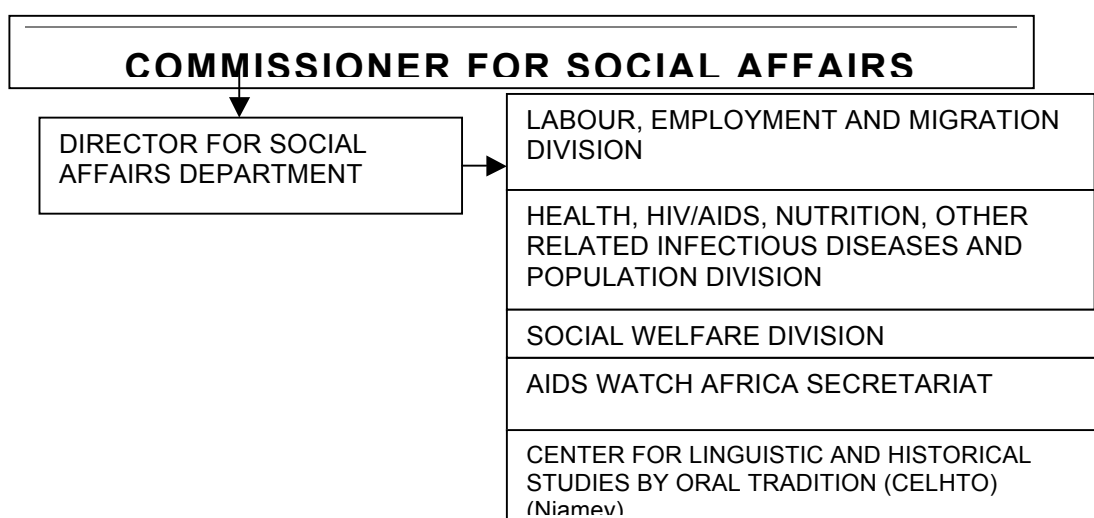 COMMISSIONER FOR SOCIAL AFFAIRS
DIRECTOR FOR SOCIAL
AFFAIRS DEPARTMENT
LABOUR, EMPLOYMENT AND MIGRATION
DIVISION
HEALTH, HIV/AIDS, NUTRITION, OTHER
RELATED INFECTIOUS DISEASES AND
POPULATION DIVISION
SOCIAL WELFARE DIVISION
AIDS WATCH AFRICA SECRETARIAT
CENTER FOR LINGUISTIC AND HISTORICAL
STUDIES BY ORAL TRADITION (CELHTO)
(Niamey)